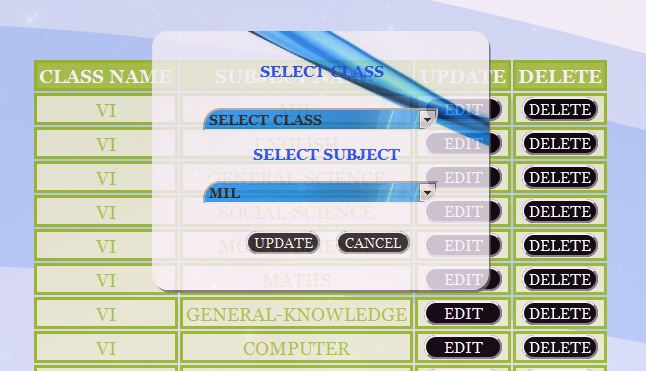 CLASS NAME SUBJECT NAME UPDATE DELETE
SELECT CLASS
VI MIL EDIT DELETE
SELECT CLASS
VI ENGLISH EDIT DELETE
SELECT SUBJECT
VI GENERAL-SCIENCE EDIT DELETE
MIL
VI SOCIAL-SCIENCE EDIT DELETE
VI EDIT DELETE
UPDATE CANCEL
VI MATHS EDIT DELETE
VI GENERAL-KNOWLEDGE EDIT DELETE
VI COMPUTER EDIT DELETE